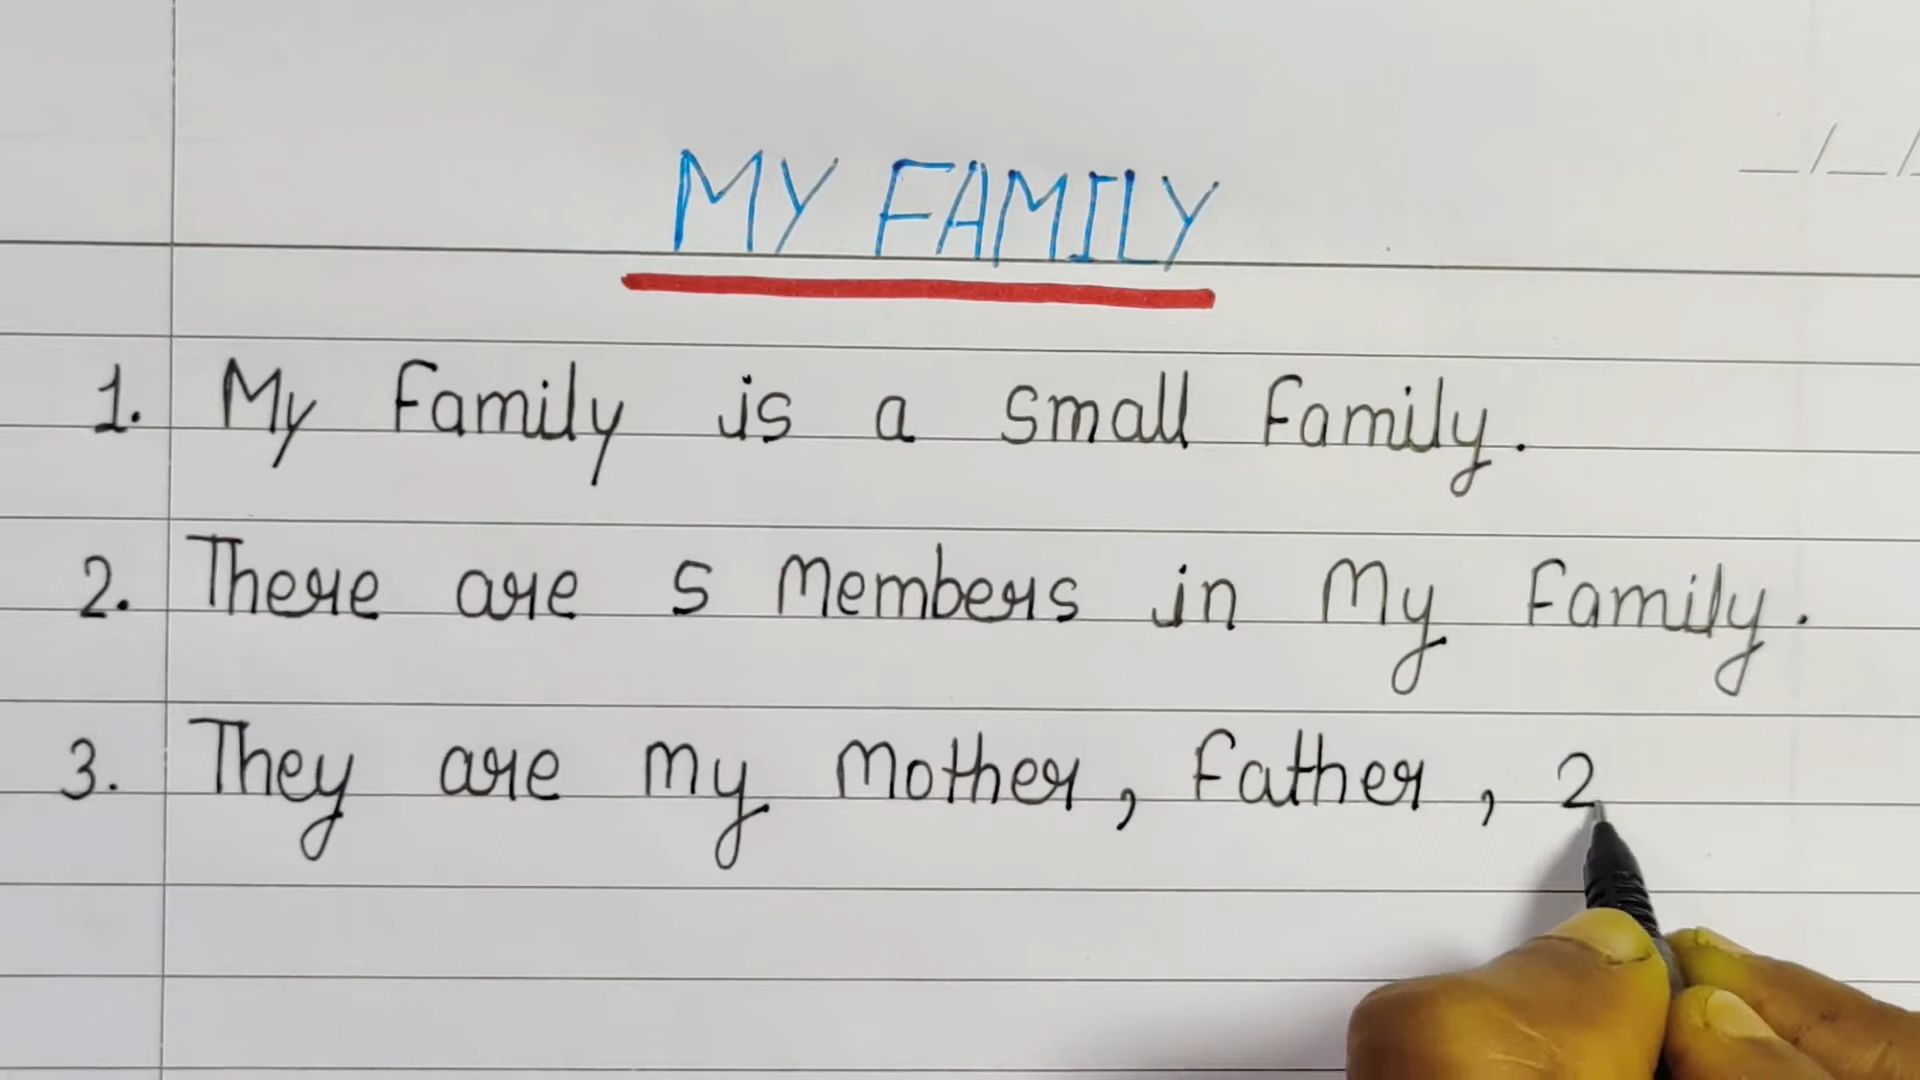 MY FAMILY
1. My family is a small family.
2. There are 5 Members in My family.
3. They are my Mother, father, 2